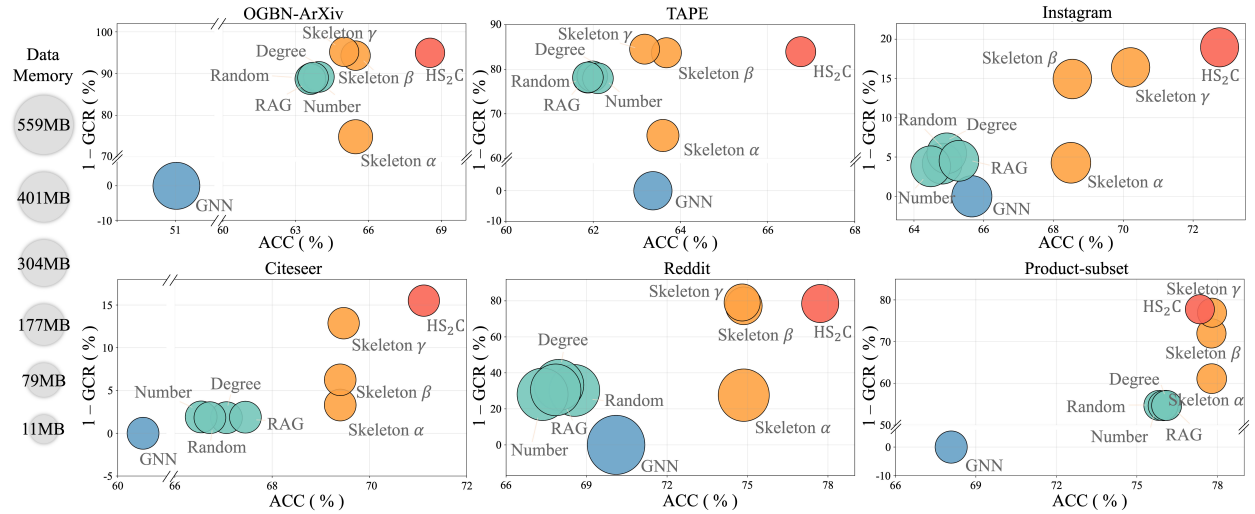 Data
Memory
559MB
401MB
304MB
177MB
79MB
11MB
OGBN-ArXiv
1 − GCR ( % )
100
90
80
70
0
-10
Skeleton γ
Degree
Random
Skeleton β
HS₂C
RAG
Number
Skeleton α
GNN
51
60
63
66
69
ACC ( % )
TAPE
1 − GCR ( % )
90
80
70
60
0
-10
Skeleton γ
Degree
Skeleton β
HS₂C
Random
RAG
Number
Skeleton α
GNN
60
62
64
66
68
ACC ( % )
Instagram
1 − GCR ( % )
20
15
10
5
0
Skeleton β
HS₂C
Skeleton γ
Random
Degree
RAG
Skeleton α
Number
GNN
64
66
68
70
72
ACC ( % )
Citeseer
1 − GCR ( % )
15
10
5
0
-5
HS₂C
Skeleton γ
Number
Degree
Skeleton β
RAG
Skeleton α
Random
GNN
60
66
68
70
72
ACC ( % )
Reddit
1 − GCR ( % )
80
60
40
20
0
Skeleton γ
Skeleton β
HS₂C
Degree
Random
RAG
Number
Skeleton α
GNN
66
69
72
75
78
ACC ( % )
Product-subset
1 − GCR ( % )
80
70
60
50
0
-10
Skeleton γ
HS₂C
Skeleton β
Degree
Skeleton α
Random
Number
RAG
GNN
66
69
72
75
78
ACC ( % )